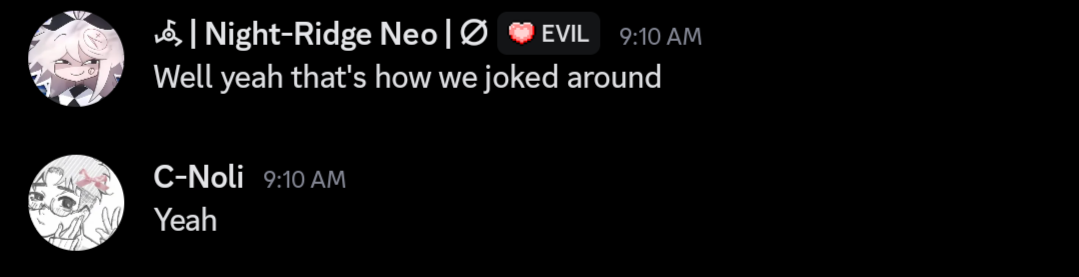 | Night-Ridge Neo | Ø EVIL 9:10 AM
Well yeah that's how we joked around
C-Noli 9:10 AM
Yeah